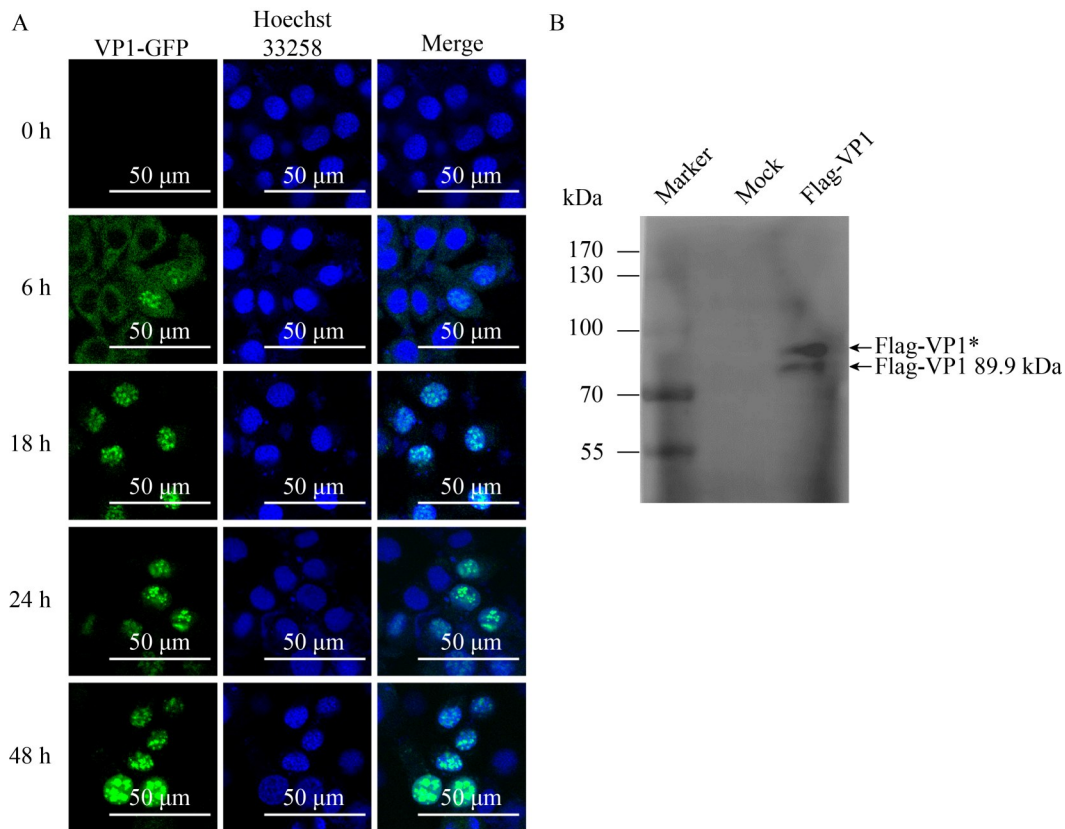 A
VP1-GFP
Hoechst
33258
Merge
0 h
50 μm
50 μm
50 μm
6 h
50 μm
50 μm
50 μm
18 h
50 μm
50 μm
50 μm
24 h
50 μm
50 μm
50 μm
48 h
50 μm
50 μm
50 μm
B
kDa
Marker
Mock
Flag-VP1
170
130
100
70
55
Flag-VP1*
Flag-VP1 89.9 kDa